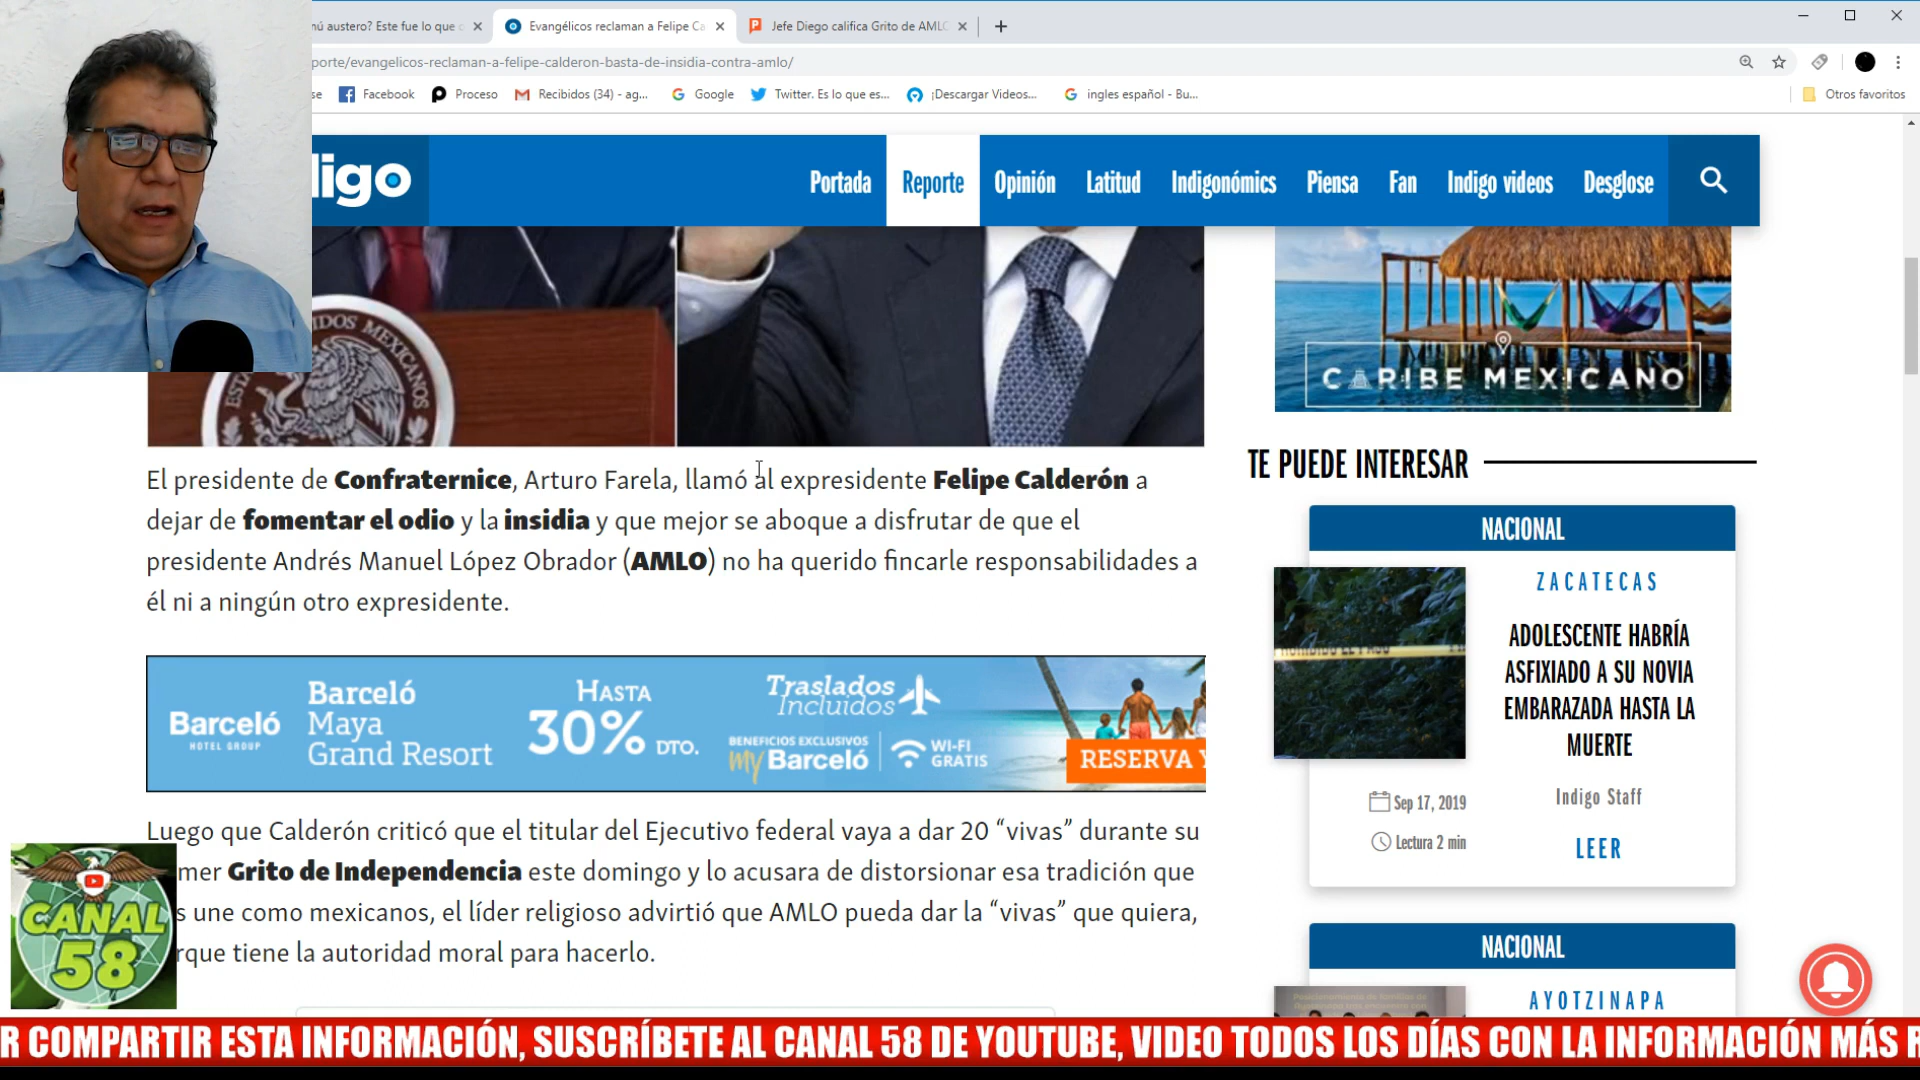 nú austero? Este fue lo que
Evangélicos reclaman a Felipe Ca
Jefe Diego califica Grito de AMLO
porte/evangelicos-reclaman-a-felipe-calderon-basta-de-insidia-contra-amlo/
se
Facebook
Proceso
Recibidos (34) - ag...
Google
Twitter. Es lo que es...
¡Descargar Videos...
ingles español - Bu...
Otros favoritos
digo
Portada
Reporte
Opinión
Latitud
Indigonómics
Piensa
Fan
Indigo videos
Desglose
IDOS MEXICANOS
CARIBE MEXICANO
El presidente de Confraternice, Arturo Farela, llamó al expresidente Felipe Calderón a
dejar de fomentar el odio y la insidia y que mejor se aboque a disfrutar de que el
presidente Andrés Manuel López Obrador (AMLO) no ha querido fincarle responsabilidades a
él ni a ningún otro expresidente.
TE PUEDE INTERESAR
NACIONAL
ZACATECAS
ADOLESCENTE HABRÍA
ASFIXIADO A SU NOVIA
EMBARAZADA HASTA LA
MUERTE
Indigo Staff
Sep 17, 2019
Lectura 2 min
LEER
Barceló
HOTEL GROUP
Barceló
Maya
Grand Resort
HASTA
30% DTO.
Traslados
Incluidos
BENEFICIOS EXCLUSIVOS
my Barceló
WI-FI
GRATIS
RESERVA Y
Luego que Calderón criticó que el titular del Ejecutivo federal vaya a dar 20 “vivas” durante su
mer Grito de Independencia este domingo y lo acusara de distorsionar esa tradición que
s une como mexicanos, el líder religioso advirtió que AMLO pueda dar la “vivas” que quiera,
rque tiene la autoridad moral para hacerlo.
CANAL
58
NACIONAL
AYOTZINAPA
R COMPARTIR ESTA INFORMACIÓN, SUSCRÍBETE AL CANAL 58 DE YOUTUBE, VIDEO TODOS LOS DÍAS CON LA INFORMACIÓN MÁS R